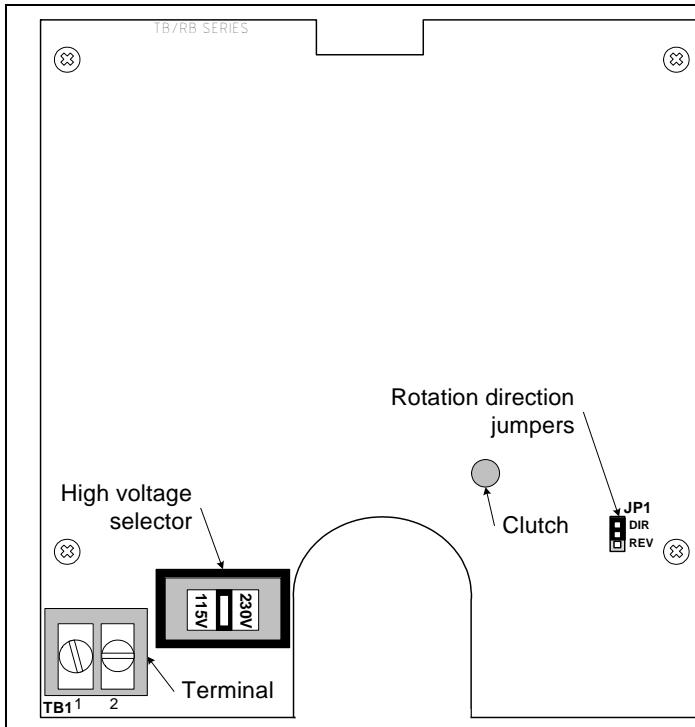 TB/RB SERIES
Rotation direction
jumpers
High voltage
selector
Clutch
JP1
DIR
REV
115V
230V
Terminal
TB1 1 2